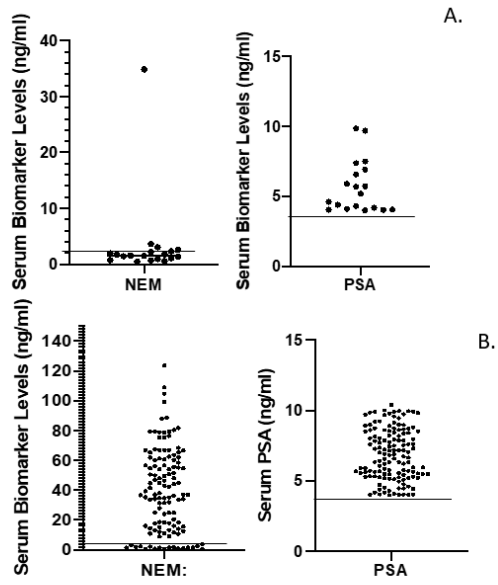 A.
Serum Biomarker Levels (ng/ml)
40
30
20
10
0
NEM
Serum Biomarker Levels (ng/ml)
15
10
5
0
PSA
B.
Serum Biomarker Levels (ng/ml)
140
120
100
80
60
40
20
0
NEM:
Serum PSA (ng/ml)
15
10
5
0
PSA